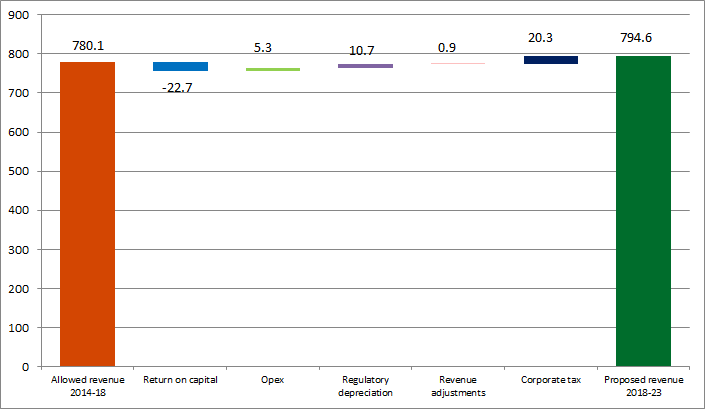 900
800
700
600
500
400
300
200
100
0
780.1
-22.7
5.3
10.7
0.9
20.3
794.6
Allowed revenue
2014-18
Return on capital
Opex
Regulatory
depreciation
Revenue
adjustments
Corporate tax
Proposed revenue
2018-23